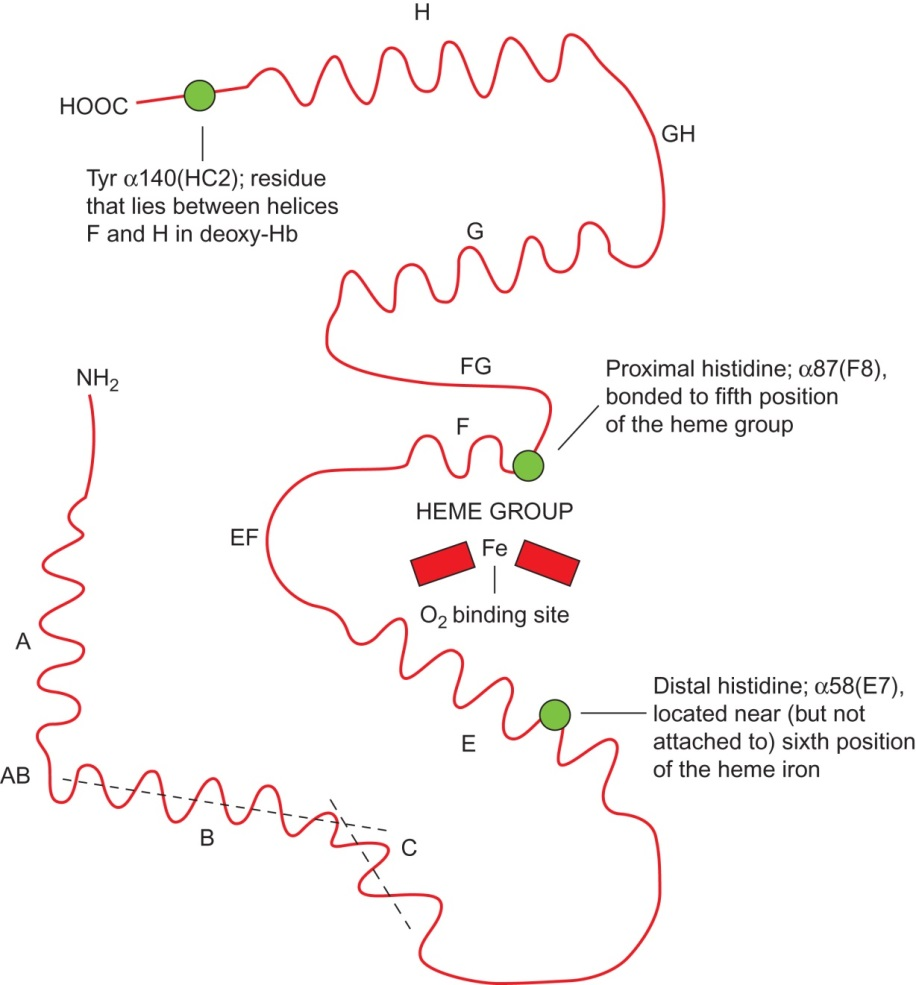 H
HOOC
GH
Tyr α140(HC2); residue
that lies between helices
F and H in deoxy-Hb
G
FG
NH₂
Proximal histidine; α87(F8),
bonded to fifth position
of the heme group
F
HEME GROUP
EF
Fe
O₂ binding site
A
Distal histidine; α58(E7),
located near (but not
attached to) sixth position
of the heme iron
E
AB
B
C